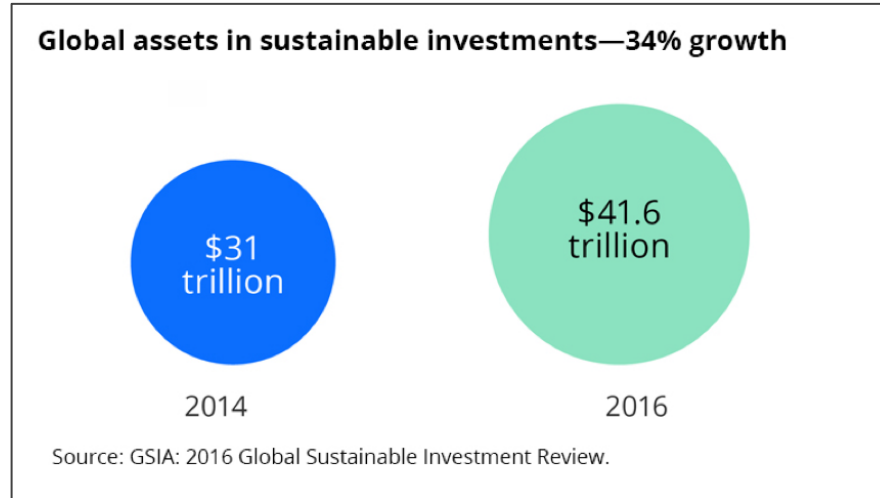 Global assets in sustainable investments—34% growth
$31
trillion
$41.6
trillion
2014
2016
Source: GSIA: 2016 Global Sustainable Investment Review.